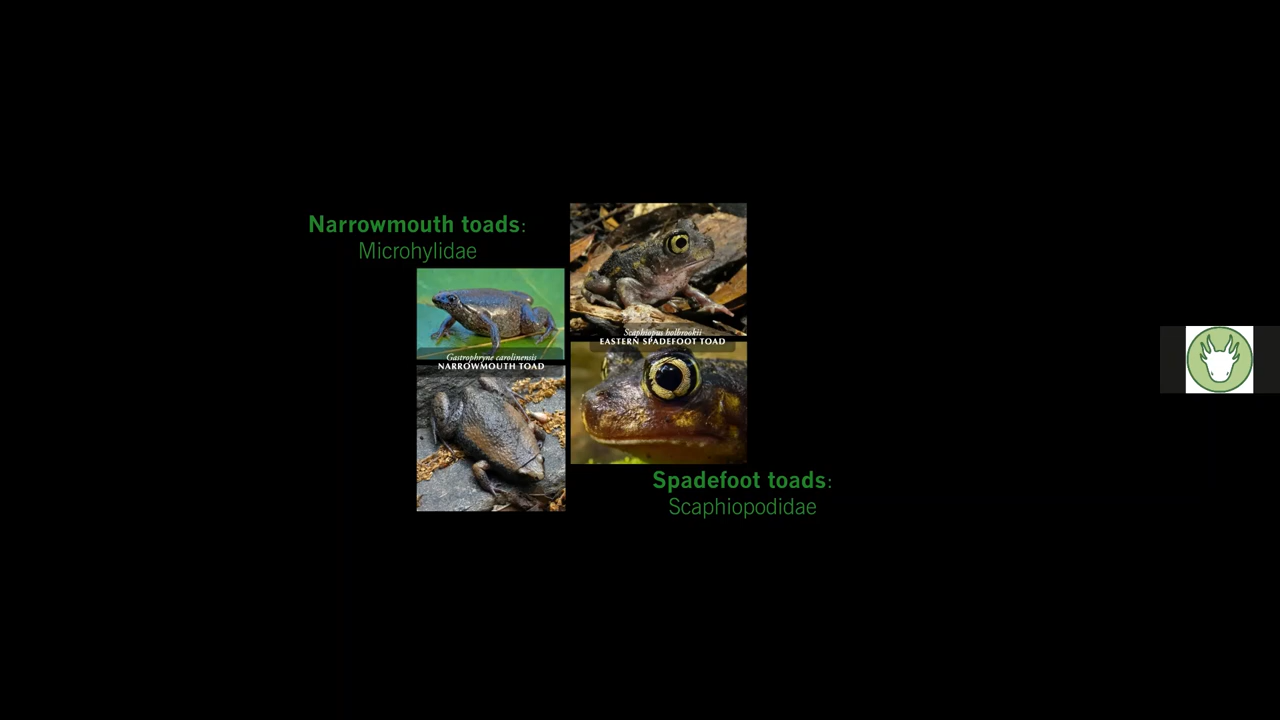 Narrowmouth toads:
Microhylidae
Gastrophryne carolinensis
NARROWMOUTH TOAD
Scaphiopus holbrookii
EASTERN SPADEFOOT TOAD
Spadefoot toads:
Scaphiopodidae